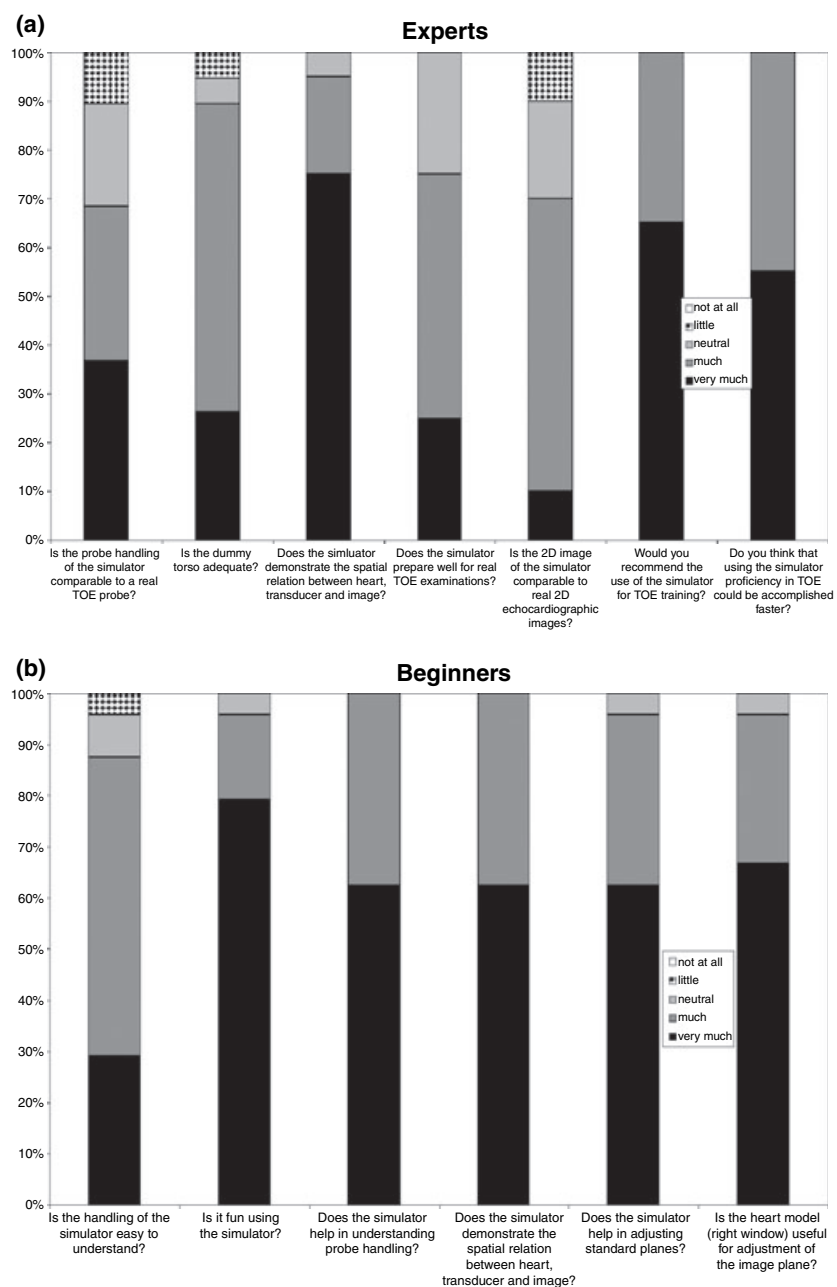 (a)
Experts
100%
90%
80%
70%
60%
50%
40%
30%
20%
10%
0%
not at all
little
neutral
much
very much
Is the probe handling
of the simulator
comparable to a real
TOE probe?
Is the dummy
torso adequate?
Does the simluator
demonstrate the spatial
relation between heart,
transducer and image?
Does the simulator
prepare well for real
TOE examinations?
Is the 2D image
of the simulator
comparable to
real 2D
echocardiographic
images?
Would you
recommend the
use of the simulator
for TOE training?
Do you think that
using the simulator
proficiency in TOE
could be accomplished
faster?
(b)
Beginners
100%
90%
80%
70%
60%
50%
40%
30%
20%
10%
0%
not at all
little
neutral
much
very much
Is the handling of the
simulator easy to
understand?
Is it fun using
the simulator?
Does the simulator
help in understanding
probe handling?
Does the simulator
demonstrate the
spatial relation
between heart,
transducer and image?
Does the simulator
help in adjusting
standard planes?
Is the heart model
(right window) useful
for adjustment of
the image plane?